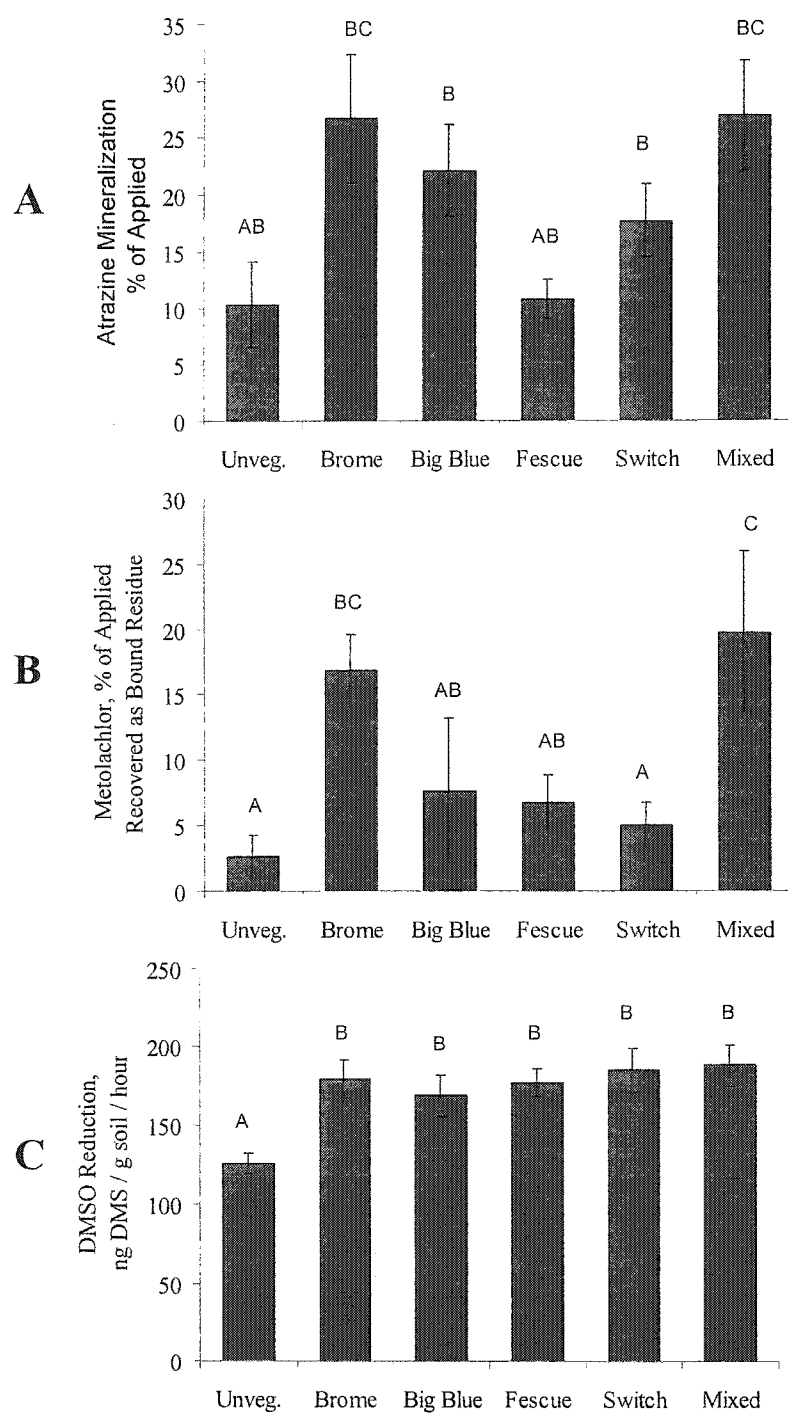 A
Atrazine Mineralization
% of Applied
35
30
25
20
15
10
5
0
AB
BC
B
AB
B
BC
Unveg. Brome Big Blue Fescue Switch Mixed
B
Metolachlor, % of Applied
Recovered as Bound Residue
30
25
20
15
10
5
0
A
BC
AB
AB
A
C
Unveg. Brome Big Blue Fescue Switch Mixed
C
DMSO Reduction,
ng DMS / g soil / hour
250
200
150
100
50
0
A
B
B
B
B
B
Unveg. Brome Big Blue Fescue Switch Mixed